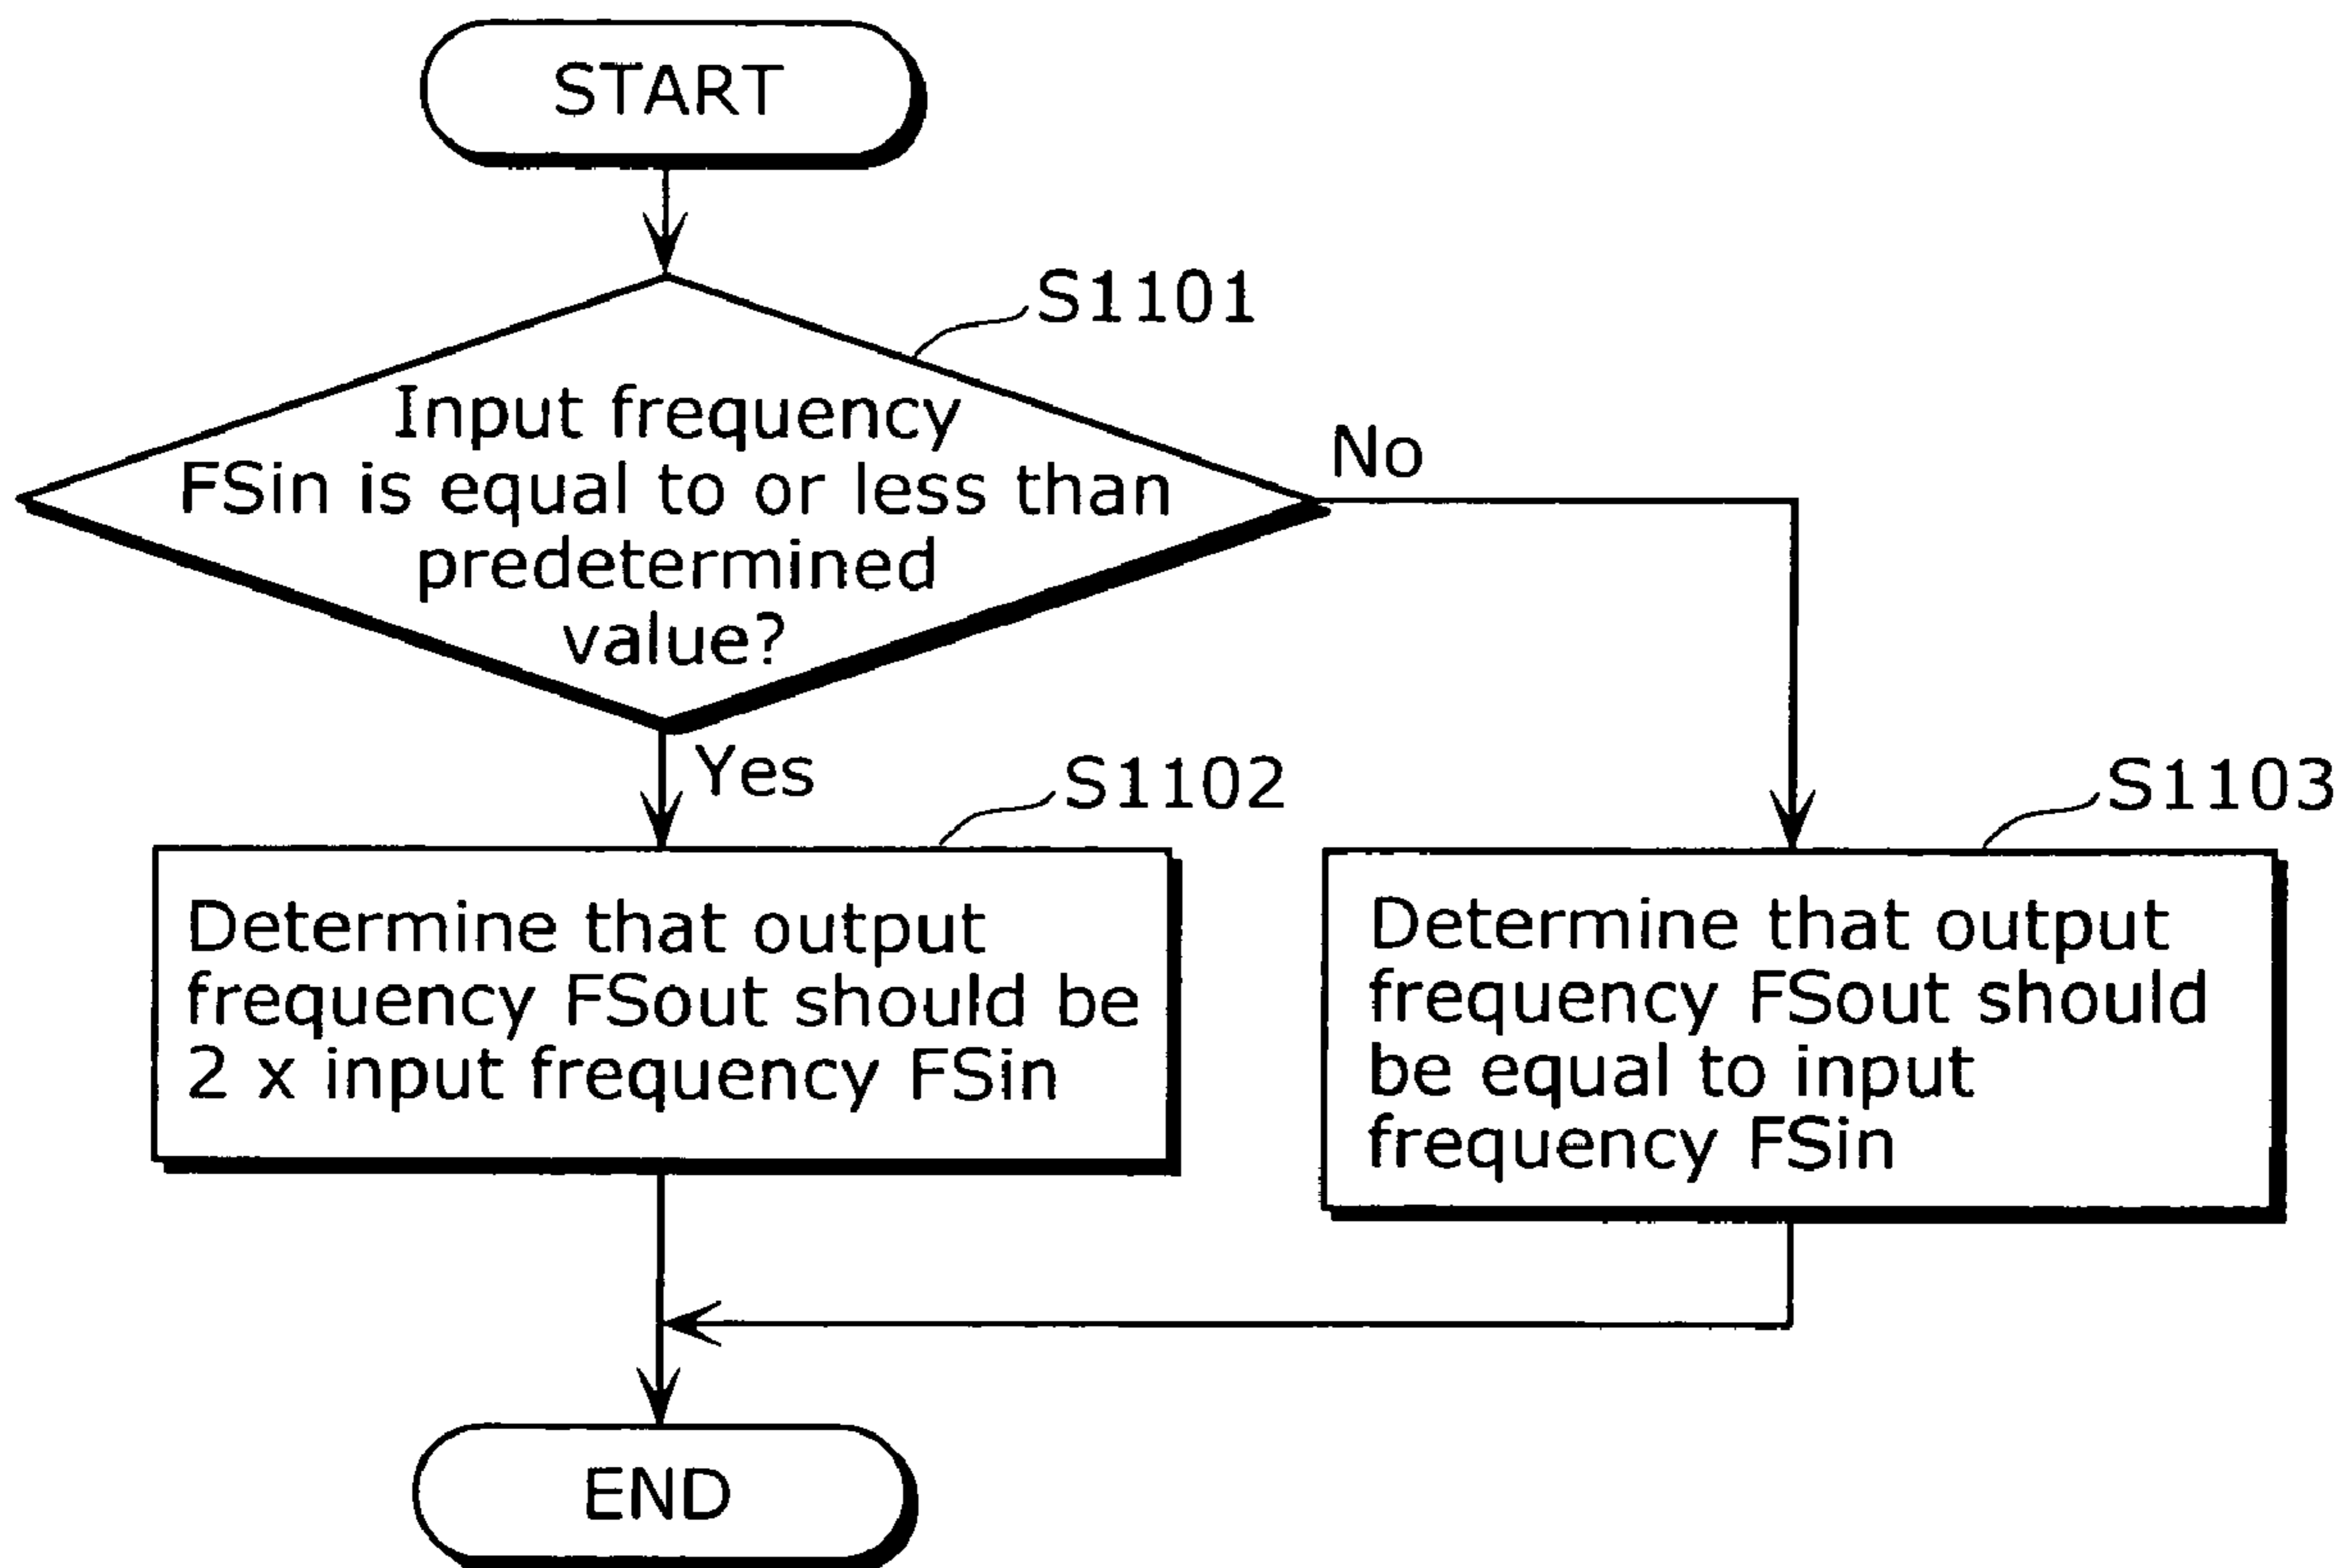 START
S1101
Input frequency
FSin is equal to or less than
predetermined
value?
No
Yes
S1102
Determine that output
frequency FSout should be
2 x input frequency FSin
S1103
Determine that output
frequency FSout should
be equal to input
frequency FSin
END